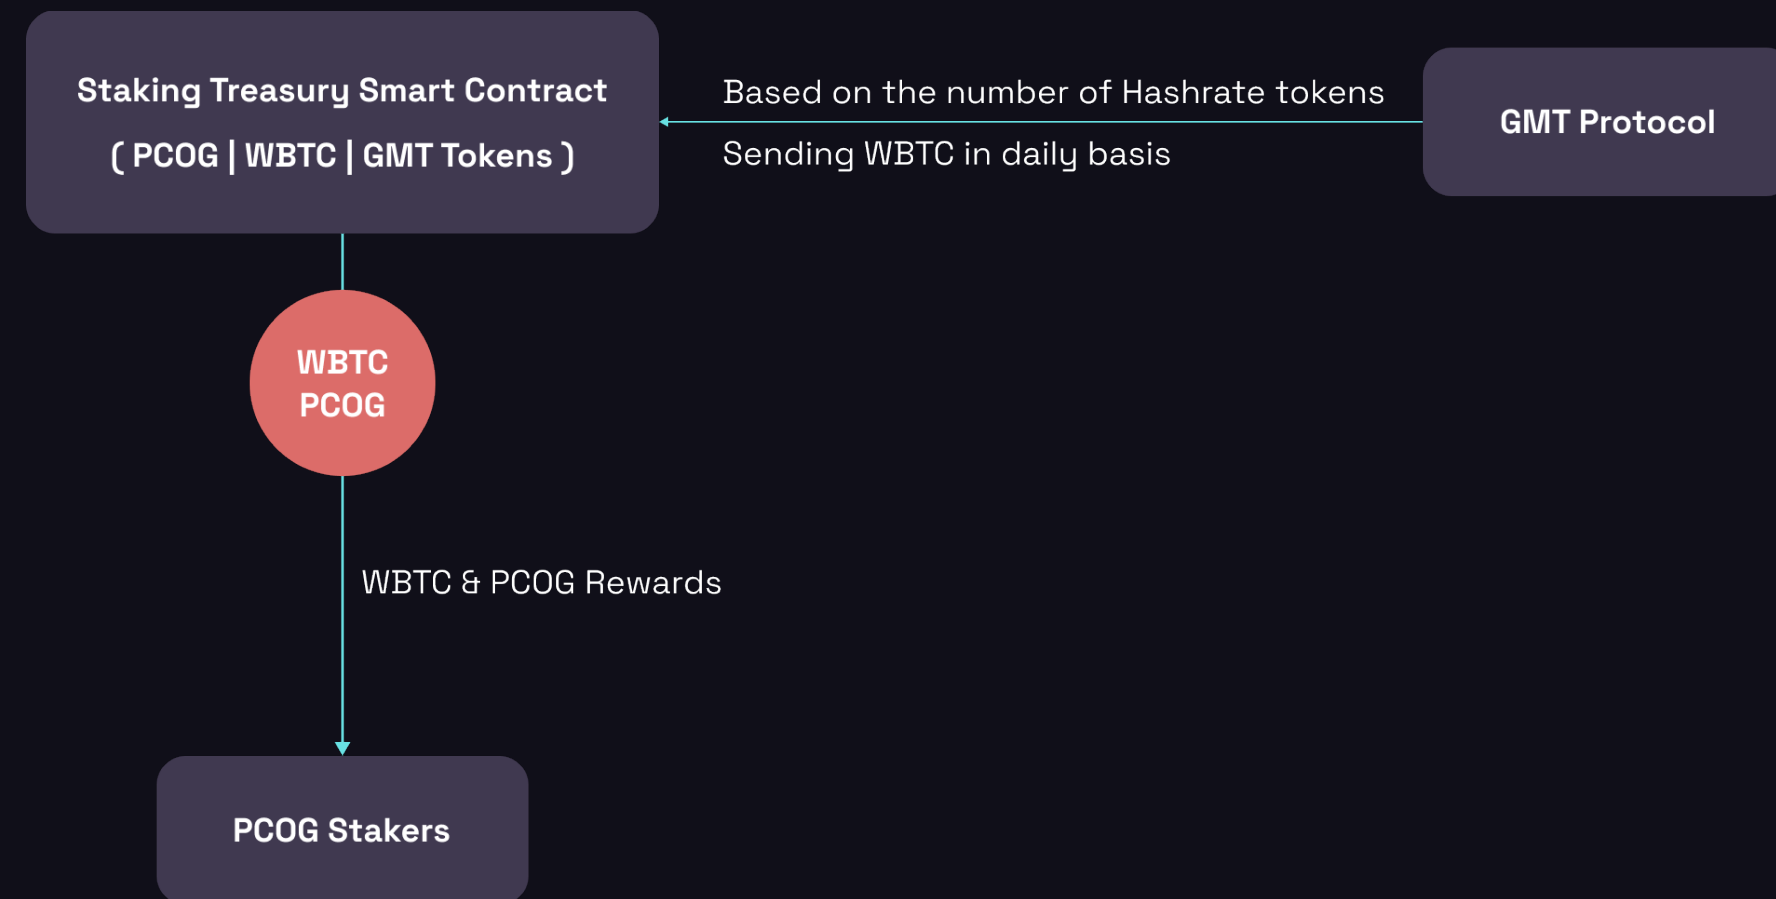 Staking Treasury Smart Contract
( PCOG | WBTC | GMT Tokens )
Based on the number of Hashrate tokens
Sending WBTC in daily basis
GMT Protocol
WBTC
PCOG
WBTC & PCOG Rewards
PCOG Stakers